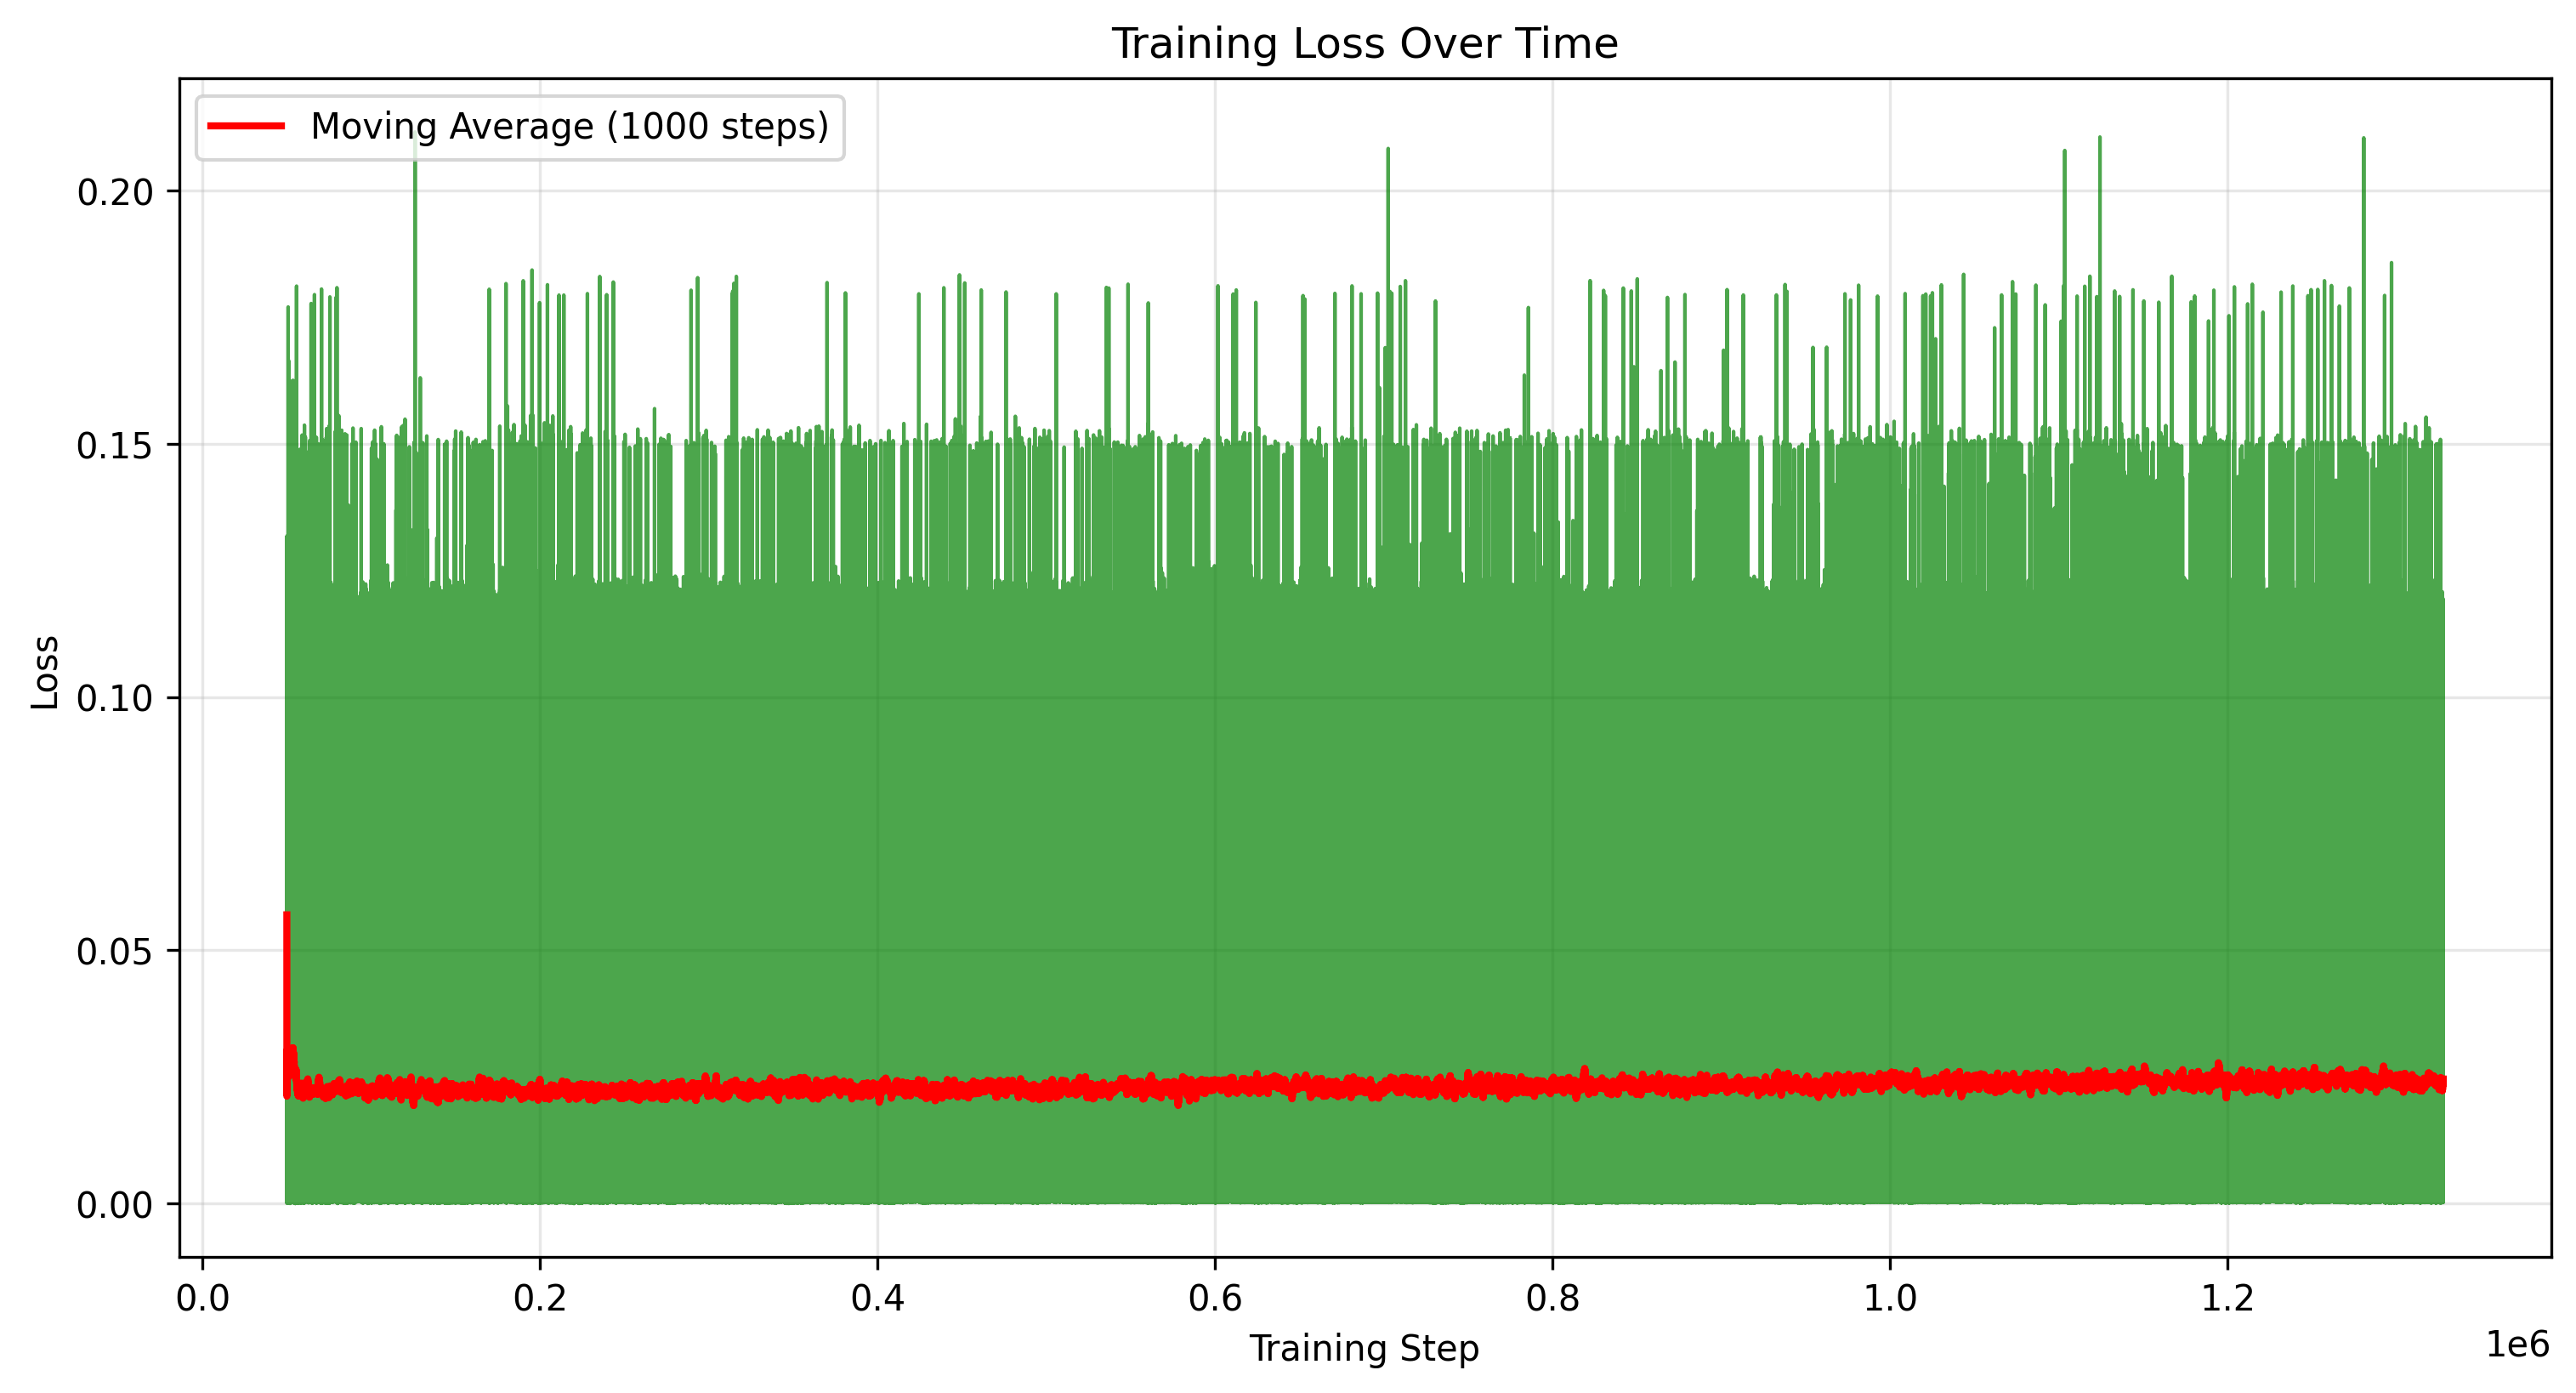 Training Loss Over Time
Moving Average (1000 steps)
0.20
0.15
0.10
0.05
0.00
Loss
0.0 0.2 0.4 0.6 0.8 1.0 1.2
1e6
Training Step